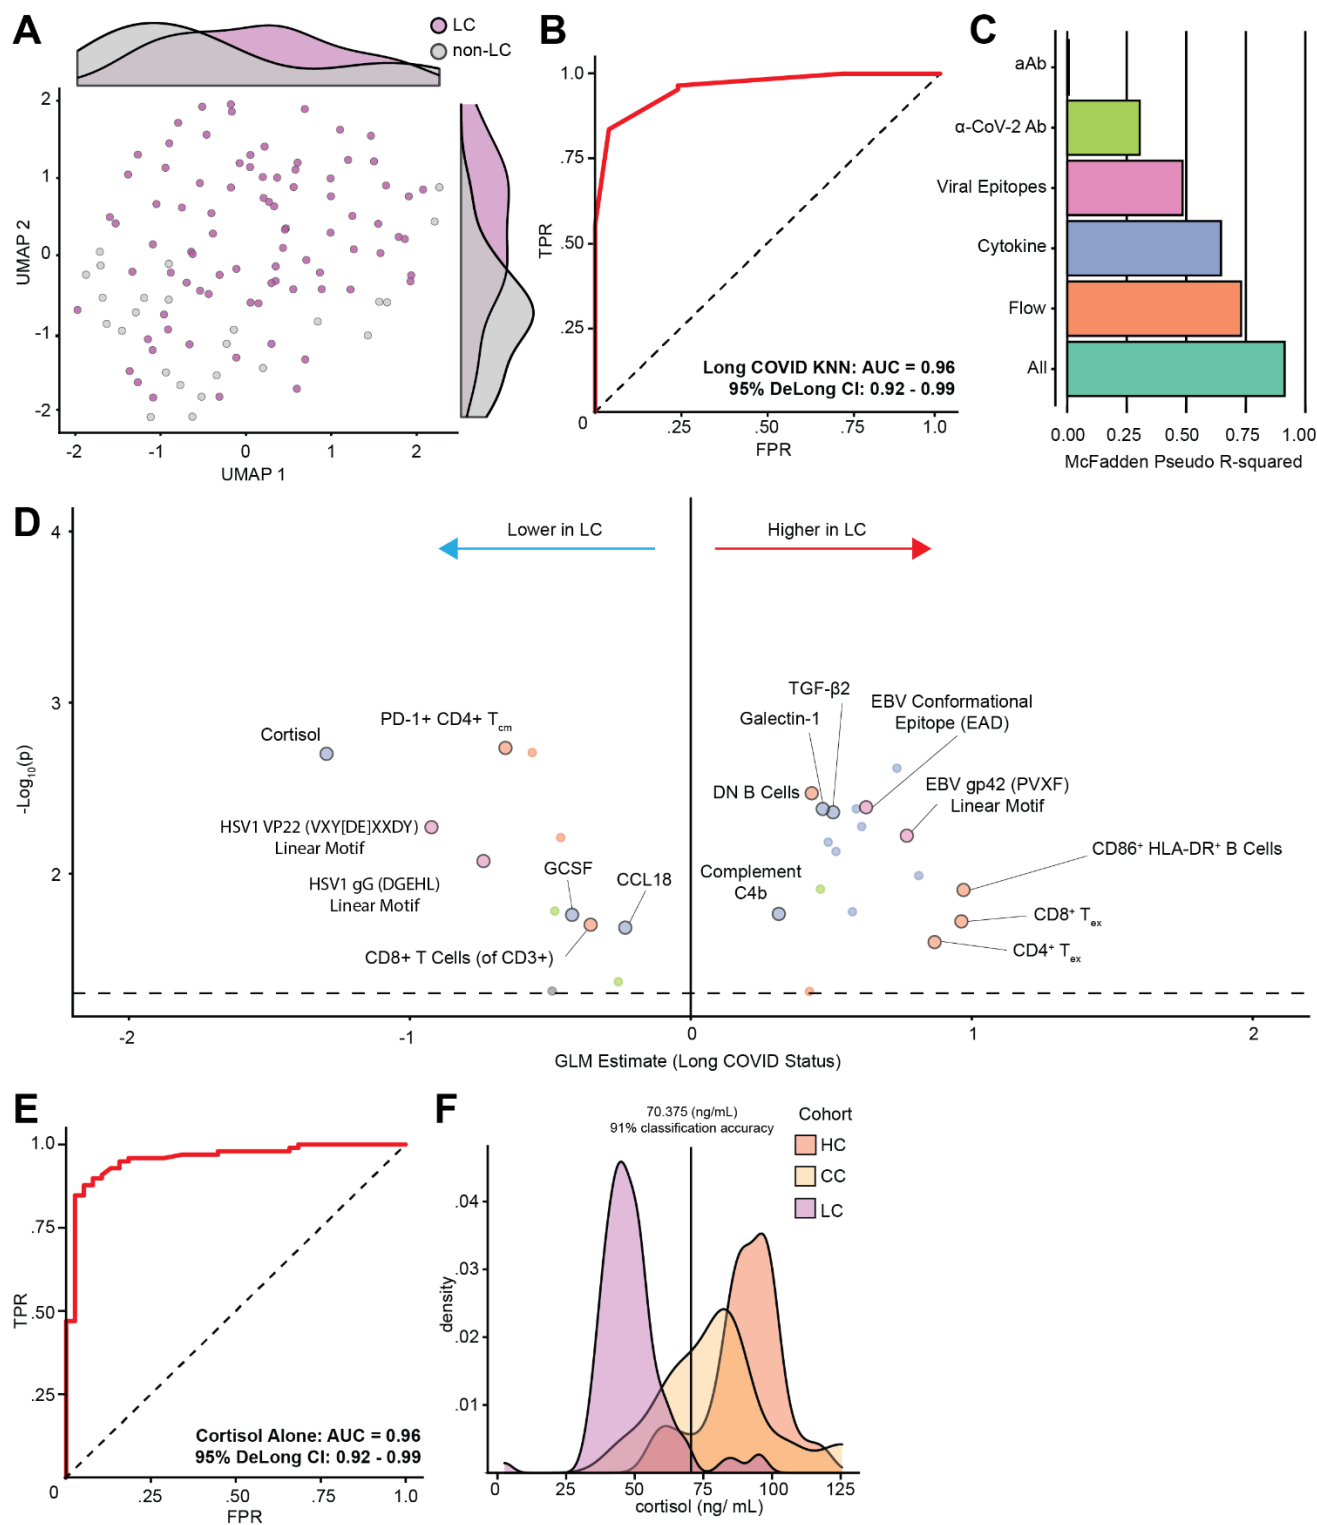 A
LC
non-LC
2
1
0
-1
-2
UMAP 2
-2
-1
0
1
2
UMAP 1
B
1.0
.75
.50
.25
0
TPR
.25
.50
.75
1.0
FPR
Long COVID KNN: AUC = 0.96
95% DeLong CI: 0.92 - 0.99
C
aAb
α-CoV-2 Ab
Viral Epitopes
Cytokine
Flow
All
0.00
0.25
0.50
0.75
1.00
McFadden Pseudo R-squared
D
4
3
2
-Log10(p)
Lower in LC
Higher in LC
Cortisol
PD-1+ CD4+ Tcm
HSV1 VP22 (VXY[DE]XXDY)
Linear Motif
HSV1 gG (DGEHL)
Linear Motif
GCSF
CCL18
CD8+ T Cells (of CD3+)
TGF-β2
Galectin-1
EBV Conformational
Epitope (EAD)
DN B Cells
EBV gp42 (PVXF)
Linear Motif
Complement
C4b
CD86+ HLA-DR+ B Cells
CD8+ Tex
CD4+ Tex
-2
-1
0
1
2
GLM Estimate (Long COVID Status)
E
1.0
.75
.50
.25
0
TPR
.25
.50
.75
1.0
FPR
Cortisol Alone: AUC = 0.96
95% DeLong CI: 0.92 - 0.99
F
70.375 (ng/mL)
91% classification accuracy
Cohort
HC
CC
LC
.04
.03
.02
.01
density
0
25
50
75
100
125
cortisol (ng/ mL)